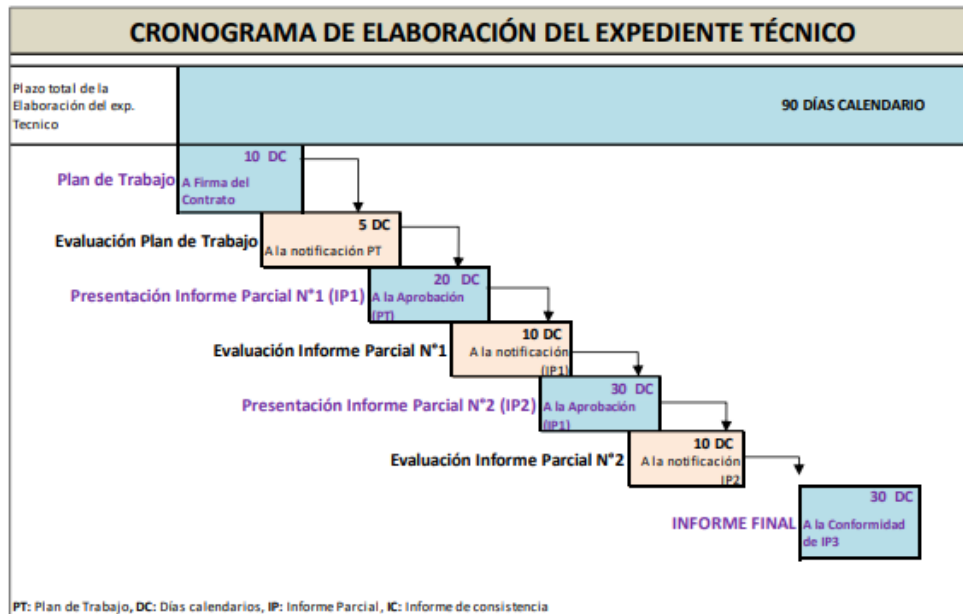 CRONOGRAMA DE ELABORACIÓN DEL EXPEDIENTE TÉCNICO
Plazo total de la
Elaboración del exp.
Tecnico
90 DÍAS CALENDARIO
10 DC
Plan de Trabajo
A Firma del
Contrato
5 DC
Evaluación Plan de Trabajo
A la notificación PT
20 DC
Presentación Informe Parcial N°1 (IP1)
A la Aprobación
(PT)
10 DC
Evaluación Informe Parcial N°1
A la notificación
(IP1)
30 DC
Presentación Informe Parcial N°2 (IP2)
A la Aprobación
(IP1)
10 DC
Evaluación Informe Parcial N°2
A la notificación
IP2
30 DC
INFORME FINAL
A la Conformidad
de IP3
PT: Plan de Trabajo, DC: Días calendarios, IP: Informe Parcial, IC: Informe de consistencia